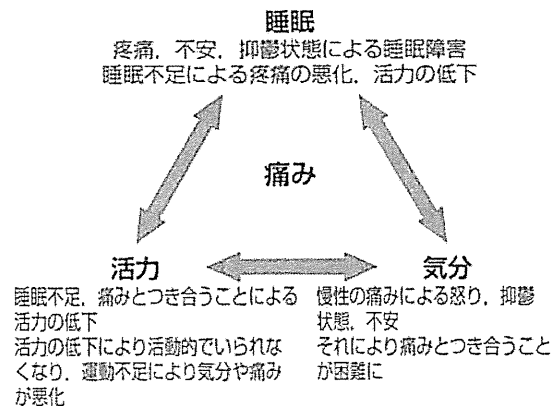 睡眠
疼痛，不安，抑鬱状態による睡眠障害
睡眠不足による疼痛の悪化，活力の低下
痛み
活力
睡眠不足，痛みとつき合うことによる
活力の低下
活力の低下により活動的でいられな
くなり，運動不足により気分や痛み
が悪化
気分
慢性の痛みによる怒り，抑鬱
状態，不安
それにより痛みとつき合うこと
が困難に